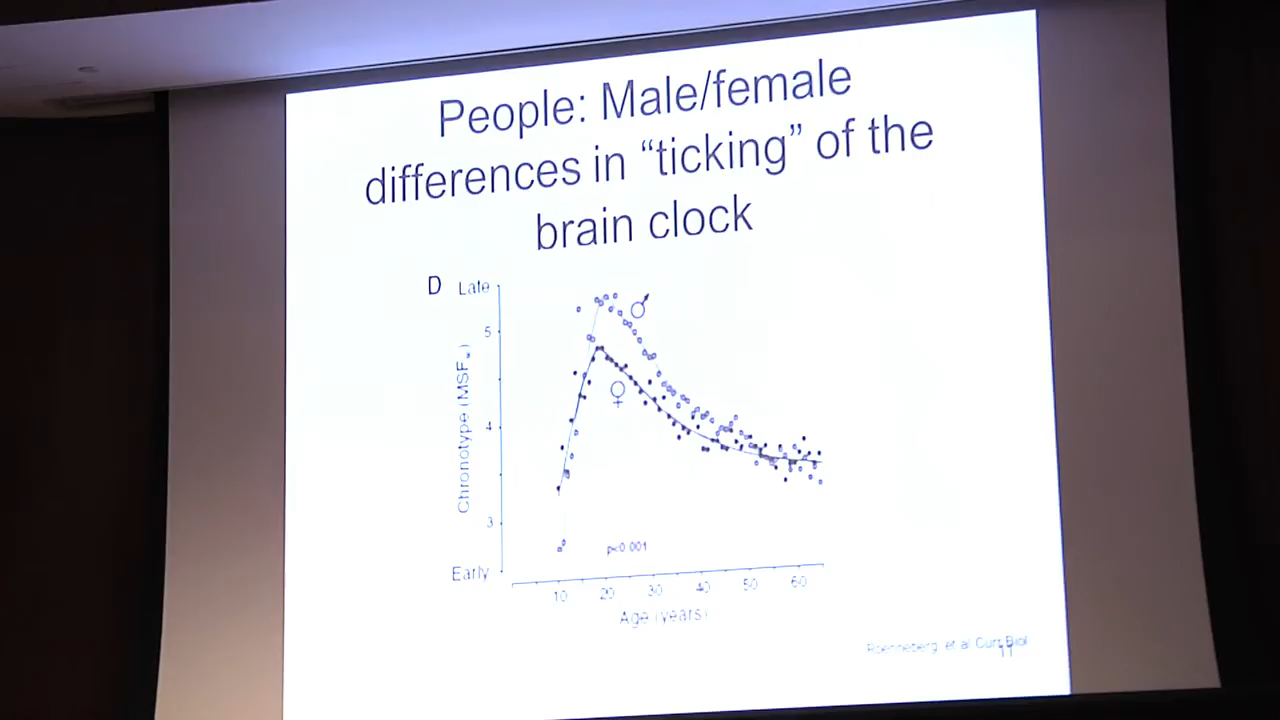 People: Male/female
differences in “ticking” of the
brain clock
D
Late
5
4
3
Early
Chronotype (MSF
♂
♀
p<0.001
10 20 30 40 50 60
Age (years)
Roenneberg et al Curr Biol
11